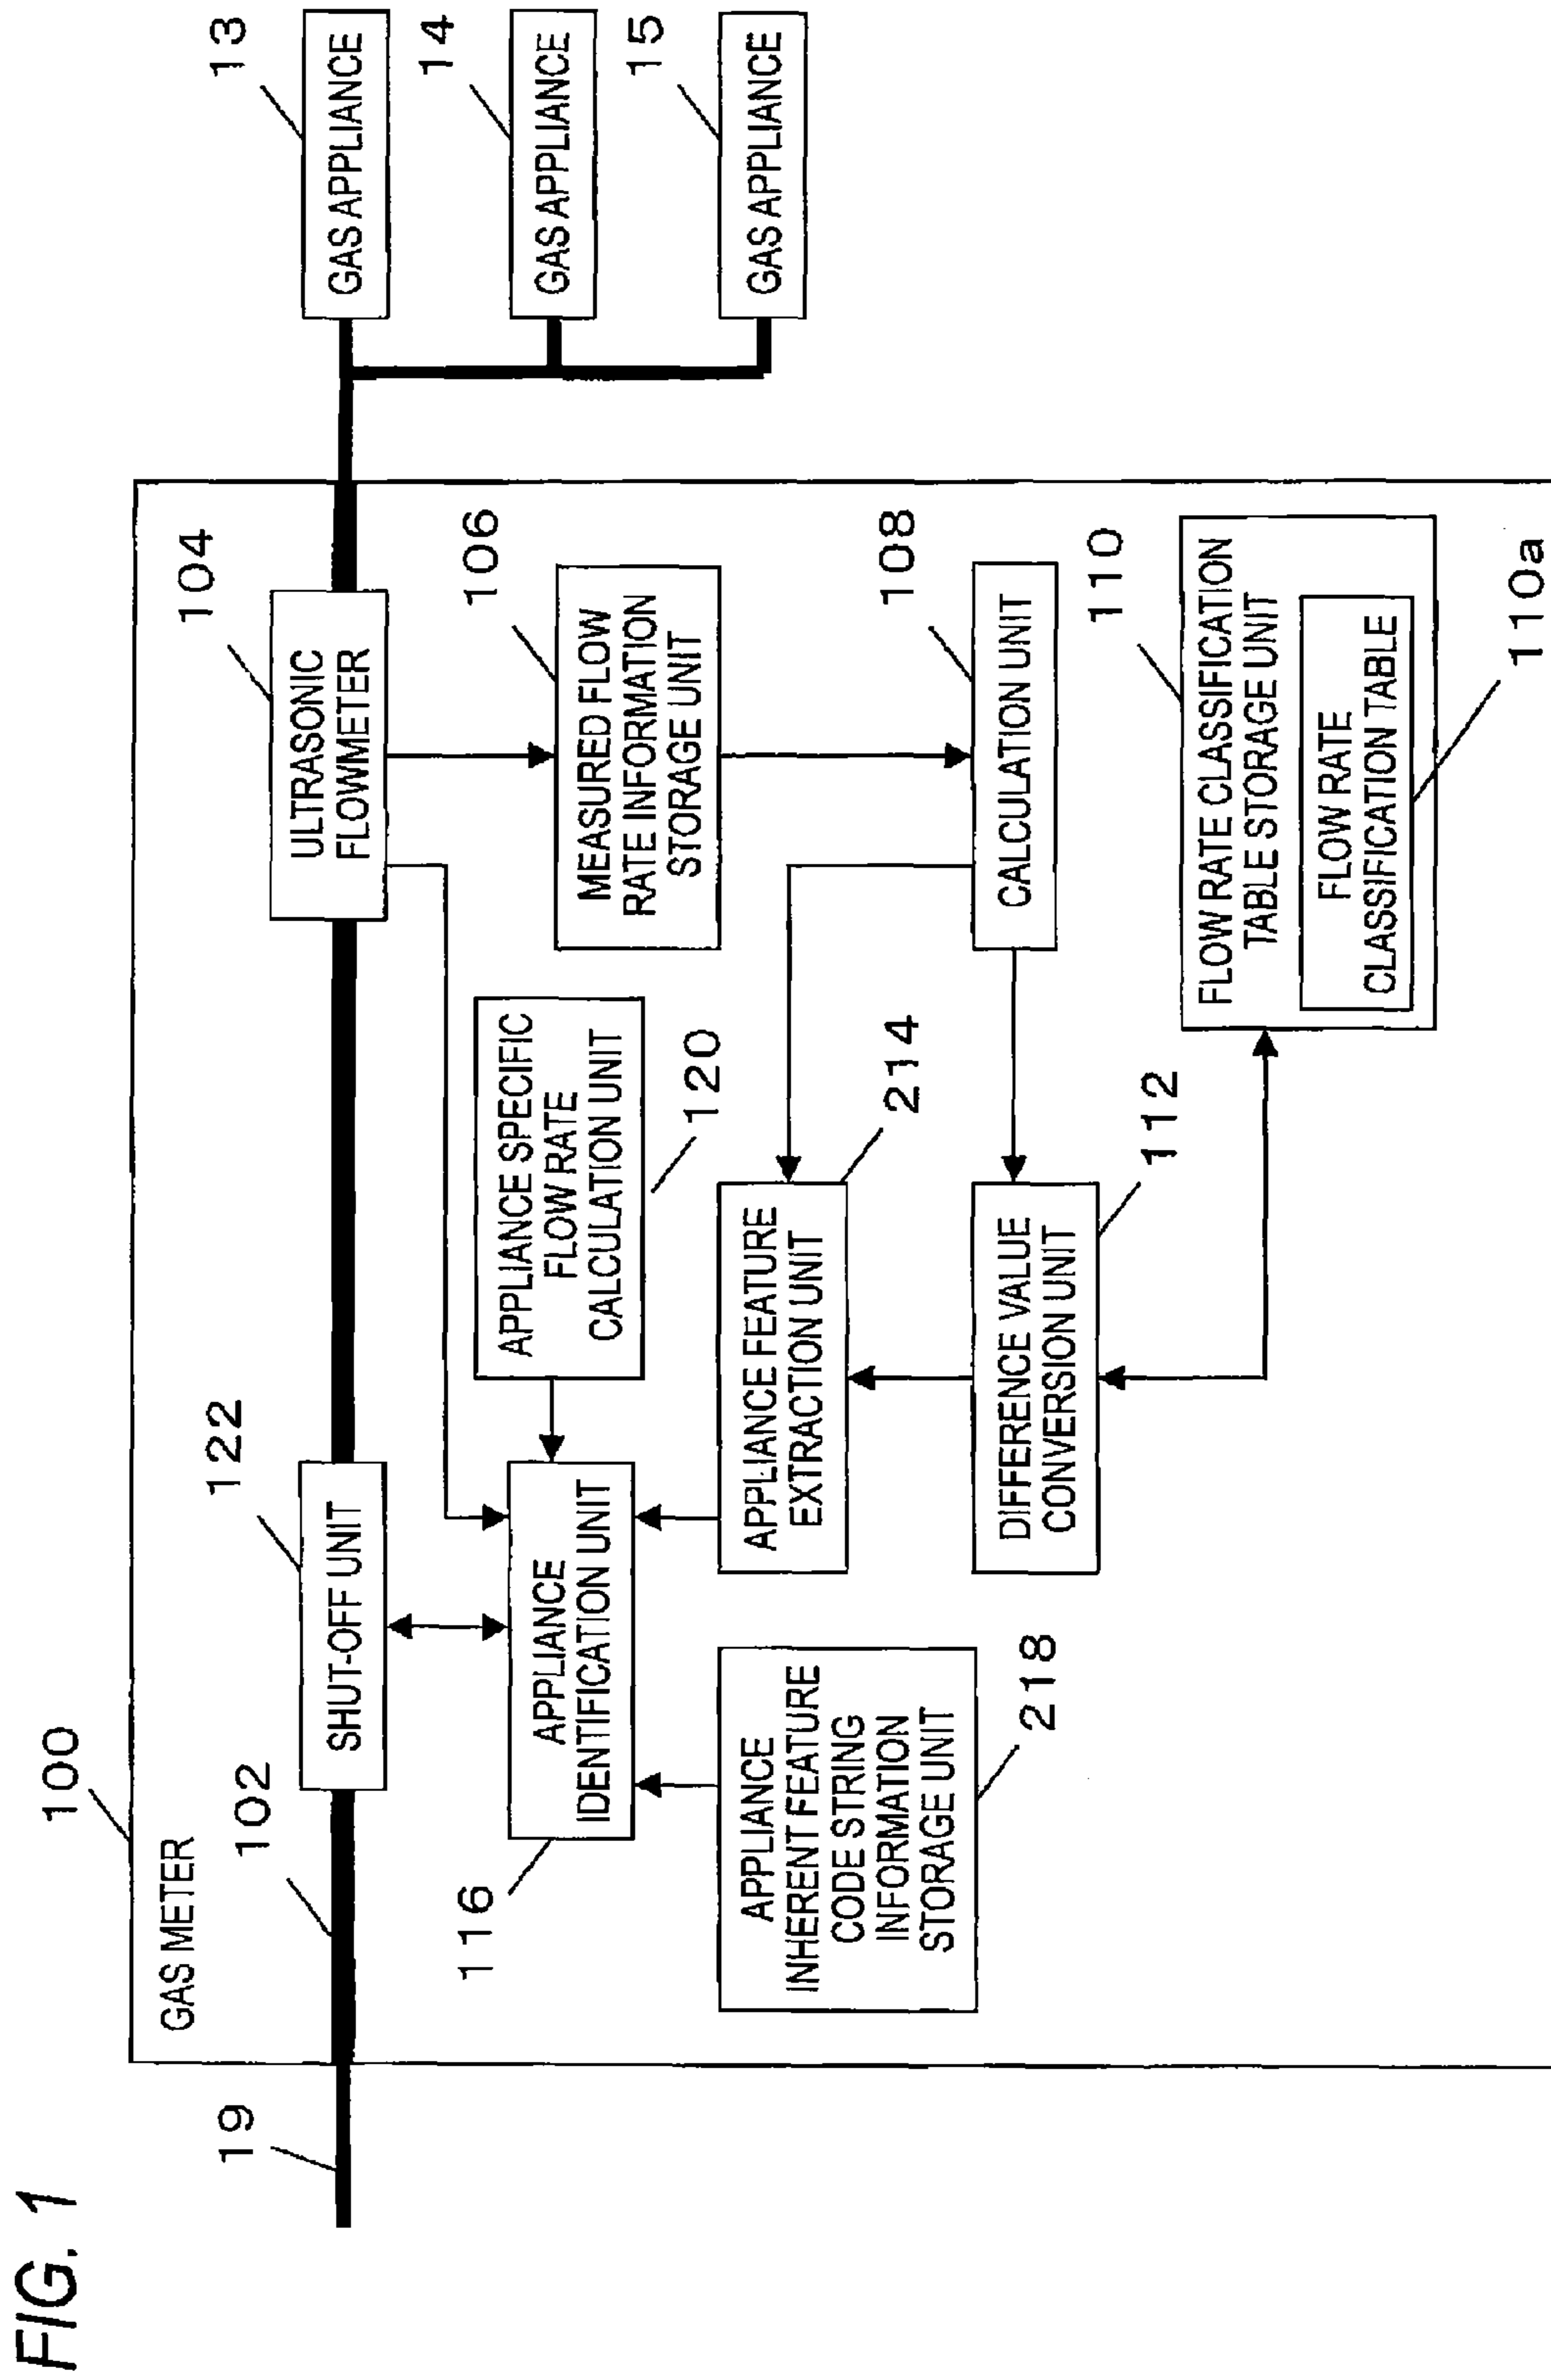 FIG. 1
100
GAS METER
19
102
122
SHUT-OFF UNIT
104
ULTRASONIC
FLOWMETER
13
GAS APPLIANCE
14
GAS APPLIANCE
15
GAS APPLIANCE
116
APPLIANCE
IDENTIFICATION UNIT
APPLIANCE SPECIFIC
FLOW RATE
CALCULATION UNIT
120
106
MEASURED FLOW
RATE INFORMATION
STORAGE UNIT
APPLIANCE
INHERENT FEATURE
CODE STRING
INFORMATION
STORAGE UNIT
218
APPLIANCE FEATURE
EXTRACTION UNIT
214
108
CALCULATION UNIT
DIFFERENCE VALUE
CONVERSION UNIT
112
110
FLOW RATE CLASSIFICATION
TABLE STORAGE UNIT
FLOW RATE
CLASSIFICATION TABLE
110a